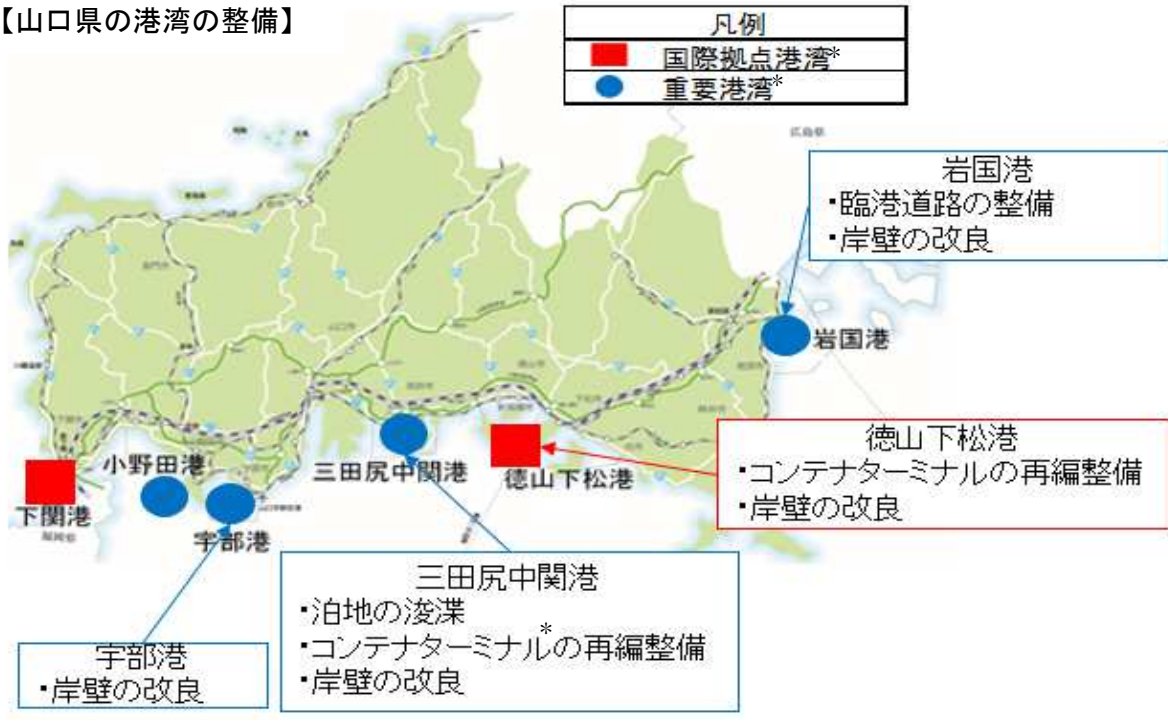 【山口県の港湾の整備】
凡例
国際拠点港湾*
重要港湾*
広島県
岩国港
・臨港道路の整備
・岸壁の改良
岩国港
徳山下松港
・コンテナターミナルの再編整備
・岸壁の改良
小野田港
三田尻中関港
徳山下松港
下関港
宇部港
三田尻中関港
・泊地の浚渫
・コンテナターミナル*の再編整備
・岸壁の改良
宇部港
・岸壁の改良